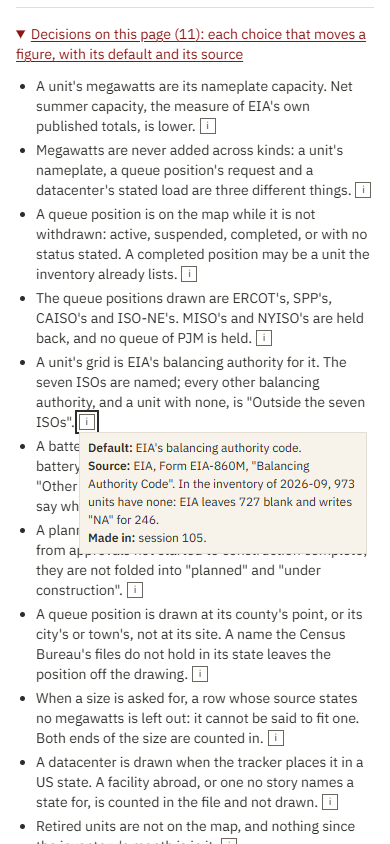 ▼ Decisions on this page (11): each choice that moves a
figure, with its default and its source
• A unit's megawatts are its nameplate capacity. Net
summer capacity, the measure of EIA's own
published totals, is lower. i
• Megawatts are never added across kinds: a unit's
nameplate, a queue position's request and a
datacenter's stated load are three different things. i
• A queue position is on the map while it is not
withdrawn: active, suspended, completed, or with no
status stated. A completed position may be a unit the
inventory already lists. i
• The queue positions drawn are ERCOT's, SPP's,
CAISO's and ISO-NE's. MISO's and NYISO's are held
back, and no queue of PJM is held. i
• A unit's grid is EIA's balancing authority for it. The
seven ISOs are named; every other balancing
authority, and a unit with none, is "Outside the seven
ISOs". i
• A batte
battery
"Other
say wh
Default: EIA's balancing authority code.
Source: EIA, Form EIA-860M, "Balancing
Authority Code". In the inventory of 2026-09, 973
units have none: EIA leaves 727 blank and writes
"NA" for 246.
Made in: session 105.
• A plann
from approvals not started to construction complete,
they are not folded into "planned" and "under
construction". i
• A queue position is drawn at its county's point, or its
city's or town's, not at its site. A name the Census
Bureau's files do not hold in its state leaves the
position off the drawing. i
• When a size is asked for, a row whose source states
no megawatts is left out: it cannot be said to fit one.
Both ends of the size are counted in. i
• A datacenter is drawn when the tracker places it in a
US state. A facility abroad, or one no story names a
state for, is counted in the file and not drawn. i
• Retired units are not on the map, and nothing since